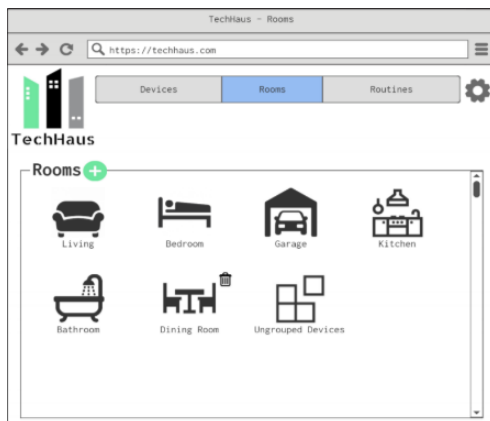 TechHaus - Rooms
https://techhaus.com
Devices
Rooms
Routines
TechHaus
Rooms
Living
Bedroom
Garage
Kitchen
Bathroom
Dining Room
Ungrouped Devices